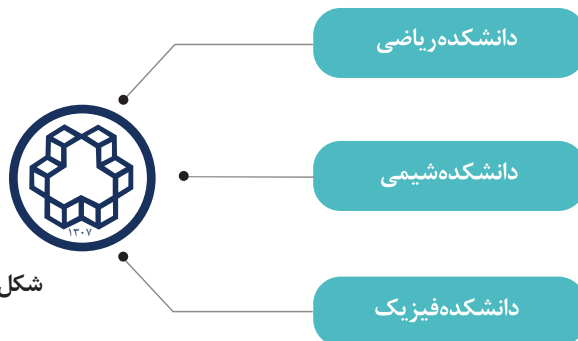 دانشکده ریاضی
دانشکده شیمی
۱۳۰۷
شکل
دانشکده فیزیک